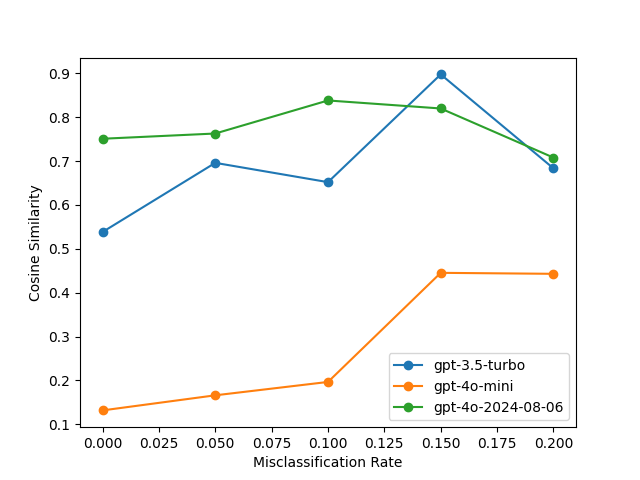 0.9
0.8
0.7
0.6
0.5
0.4
0.3
0.2
0.1
Cosine Similarity
gpt-3.5-turbo
gpt-4o-mini
gpt-4o-2024-08-06
0.000 0.025 0.050 0.075 0.100 0.125 0.150 0.175 0.200
Misclassification Rate